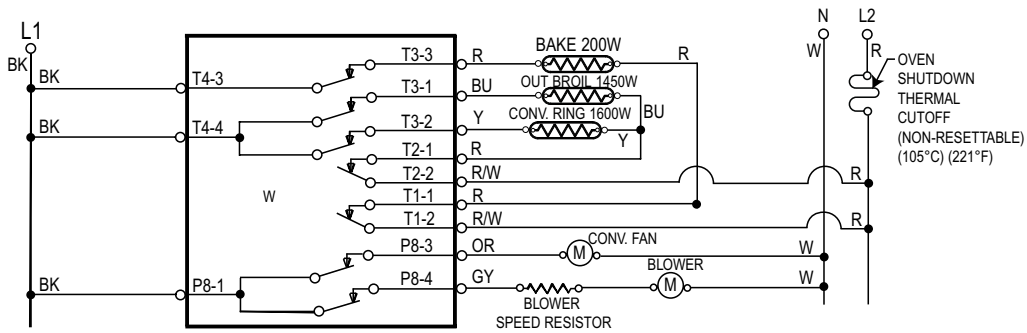 L1
N
L2
BK
BK
BK
BK
T4-3
T4-4
P8-1
W
T3-3
T3-1
T3-2
T2-1
T2-2
T1-1
T1-2
P8-3
P8-4
R
BU
Y
R
R/W
R
R/W
OR
GY
BAKE 200W
R
OUT BROIL 1450W
BU
CONV. RING 1600W
Y
CONV. FAN
M
BLOWER
M
BLOWER
SPEED RESISTOR
W
R
R
R
W
W
OVEN
SHUTDOWN
THERMAL
CUTOFF
(NON-RESETTABLE)
(105°C) (221°F)